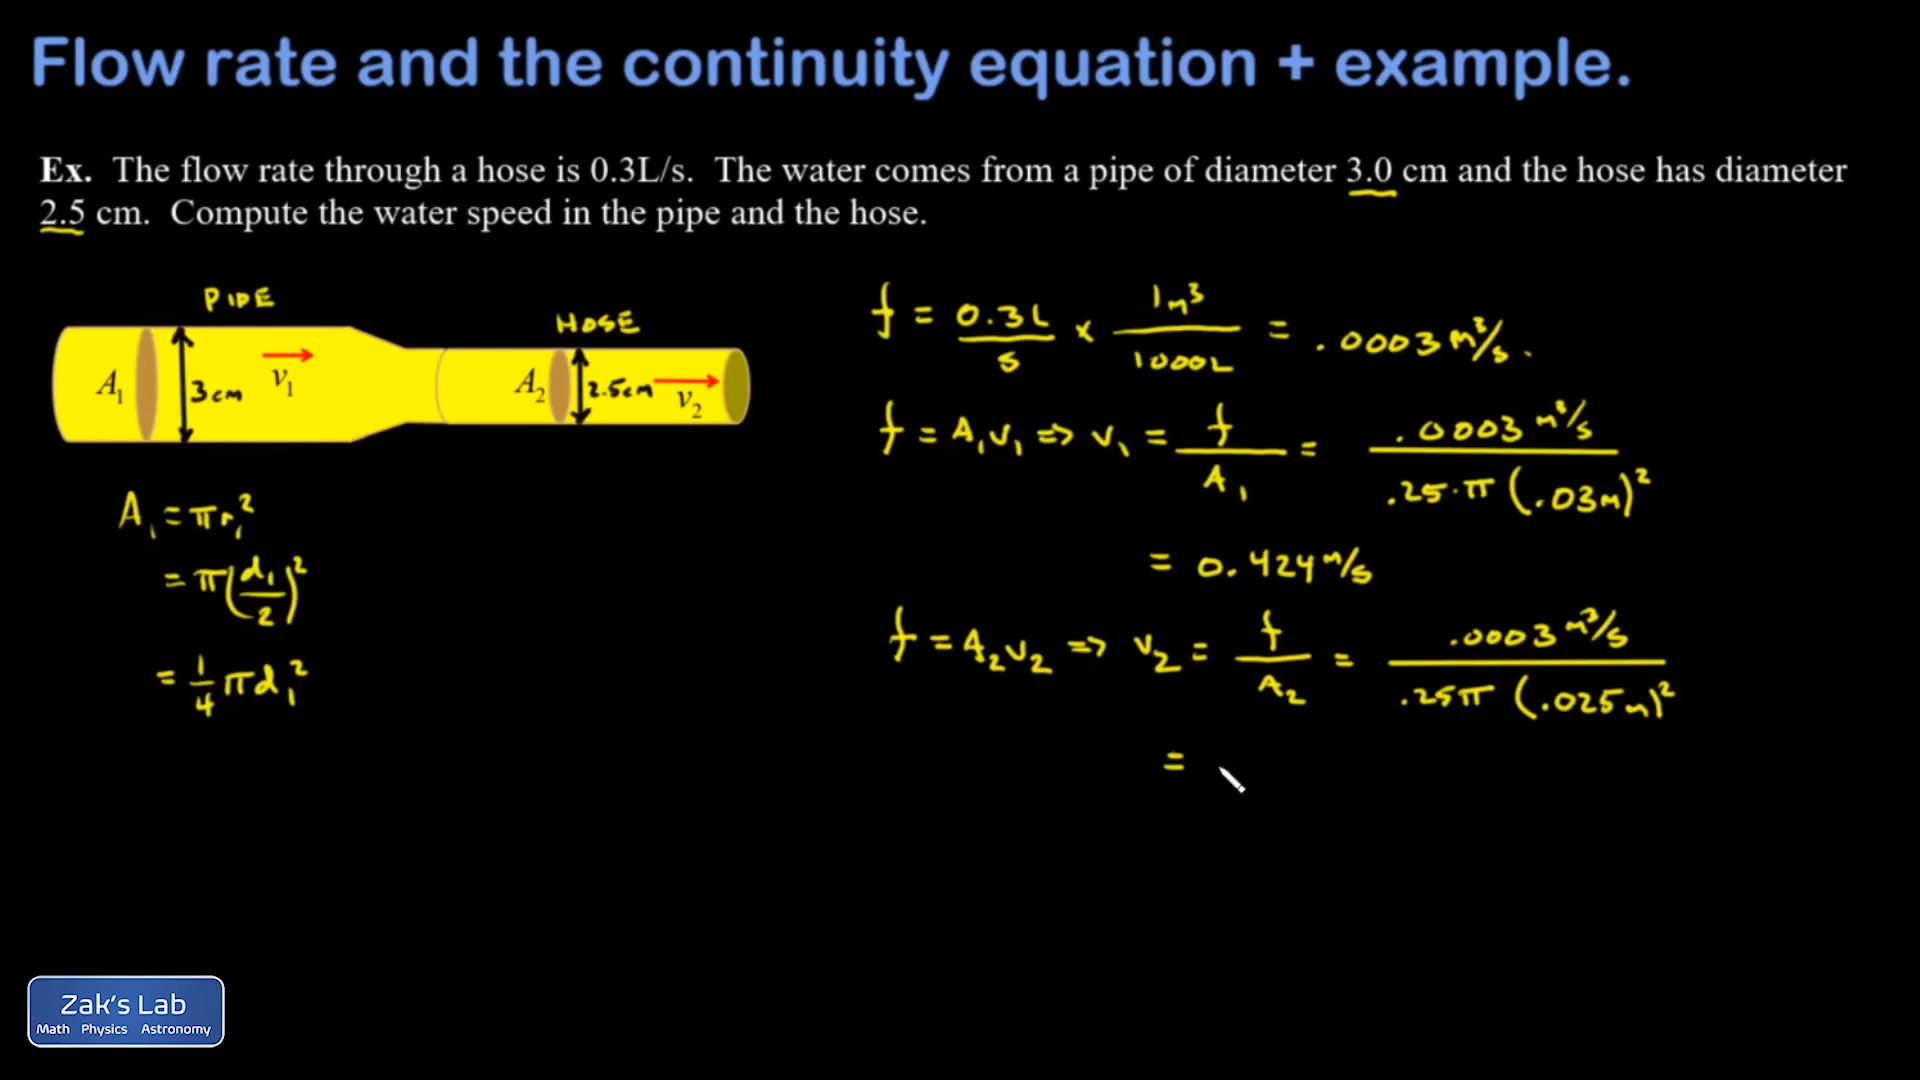 Flow rate and the continuity equation + example.
Ex. The flow rate through a hose is 0.3L/s. The water comes from a pipe of diameter 3.0 cm and the hose has diameter
2.5 cm. Compute the water speed in the pipe and the hose.
PIPE
HOSE
A₁ 3cm v₁ A₂ 2.5cm v₂
A₁ = πr₁²
= π(d₁/2)²
= 1/4 πd₁²
f = 0.3L/s × 1m³/1000L = .0003 m³/s.
f = A₁v₁ ⇒ v₁ = f/A₁ = .0003 m³/s / .25·π (.03m)²
= 0.424 m/s
f = A₂v₂ ⇒ v₂ = f/A₂ = .0003 m³/s / .25π (.025m)²
=
Zak's Lab
Math Physics Astronomy